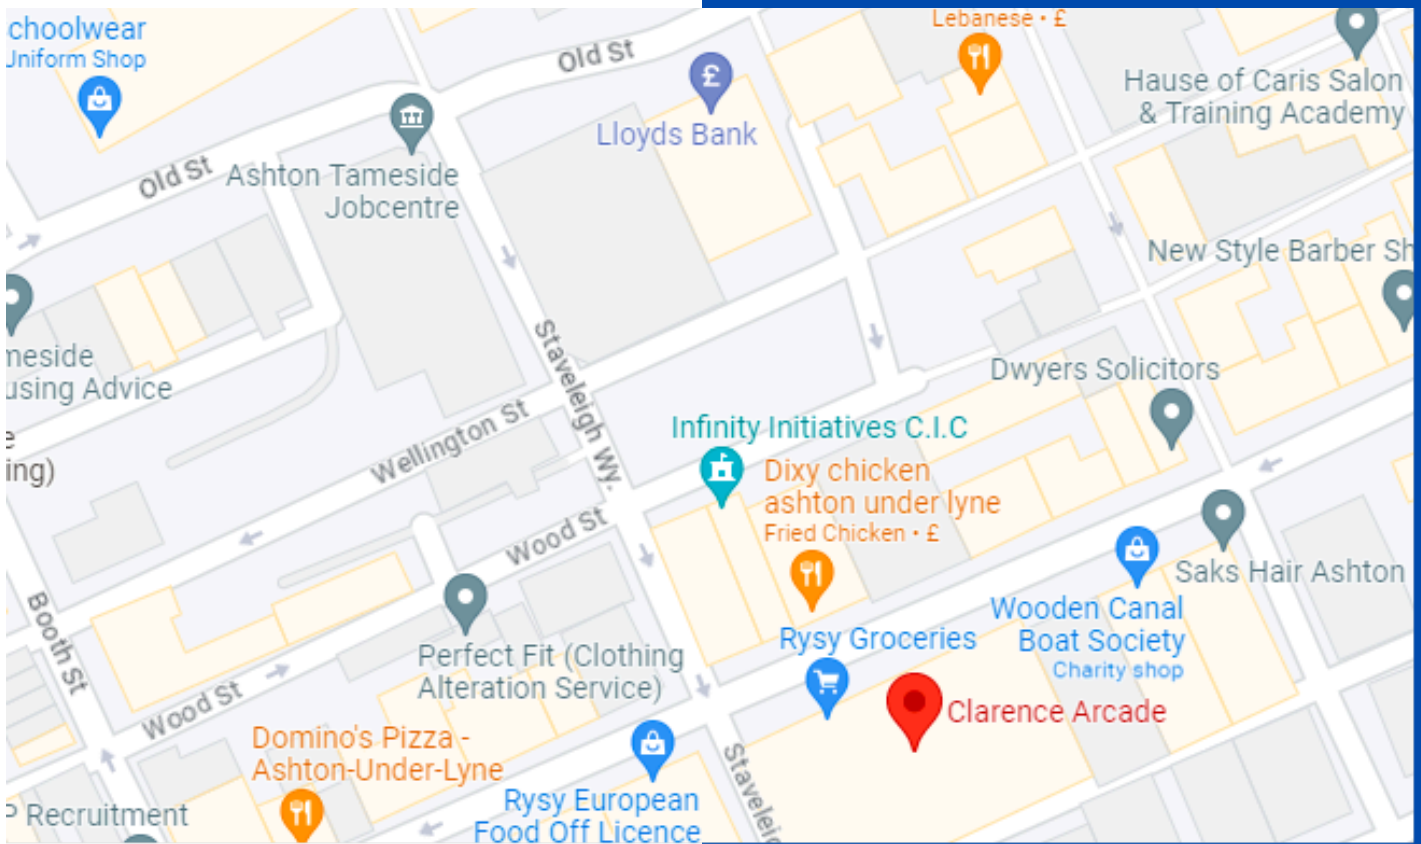 choolwear
Uniform Shop
Old St
Lebanese • £
£
Lloyds Bank
Hause of Caris Salon
& Training Academy
Old St
Ashton Tameside
Jobcentre
New Style Barber Sh
meside
using Advice
Staveleigh Wy.
Dwyers Solicitors
e
ing)
Wellington St
Infinity Initiatives C.I.C
Dixy chicken
ashton under lyne
Fried Chicken • £
Wood St
Booth St
Saks Hair Ashton
Wooden Canal
Boat Society
Charity shop
Rysy Groceries
Perfect Fit (Clothing
Alteration Service)
Wood St
Clarence Arcade
Domino's Pizza -
Ashton-Under-Lyne
Staveleig
P Recruitment
Rysy European
Food Off Licence